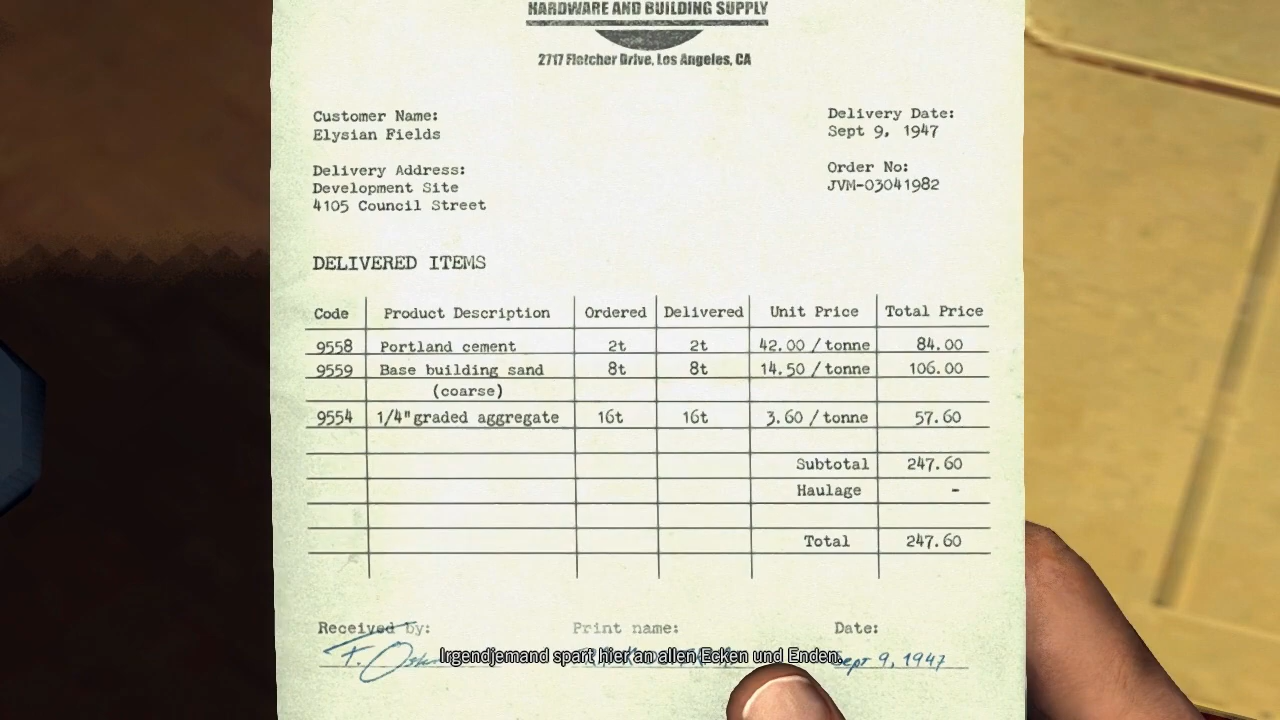 HARDWARE AND BUILDING SUPPLY
2717 Fletcher Drive, Los Angeles, CA
Customer Name:
Elysian Fields
Delivery Date:
Sept 9, 1947
Delivery Address:
Development Site
4105 Council Street
Order No:
JVM-03041982
DELIVERED ITEMS
Code Product Description Ordered Delivered Unit Price Total Price
9558 Portland cement 2t 2t 42.00 / tonne 84.00
9559 Base building sand 8t 8t 14.50 / tonne 106.00
(coarse)
9554 1/4" graded aggregate 16t 16t 3.60 / tonne 57.60
Subtotal 247.60
Haulage -
Total 247.60
Received by: Print name: Date:
F. Sept 9, 1947
Irgendjemand spart hier an allen Ecken und Enden.